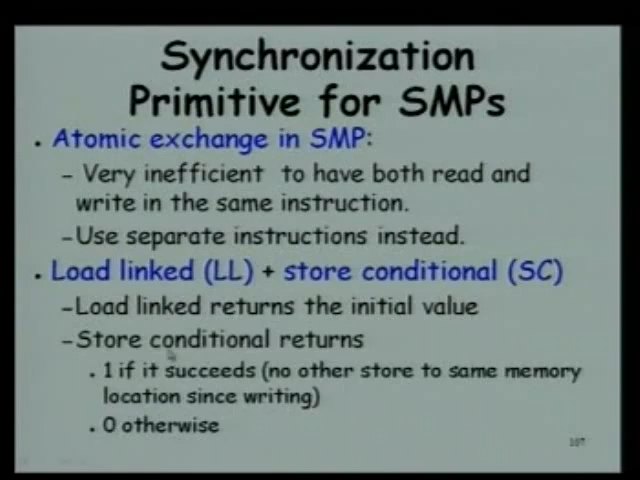 Synchronization
Primitive for SMPs
• Atomic exchange in SMP:
– Very inefficient to have both read and
write in the same instruction.
–Use separate instructions instead.
• Load linked (LL) + store conditional (SC)
–Load linked returns the initial value
–Store conditional returns
• 1 if it succeeds (no other store to same memory
location since writing)
• 0 otherwise
107